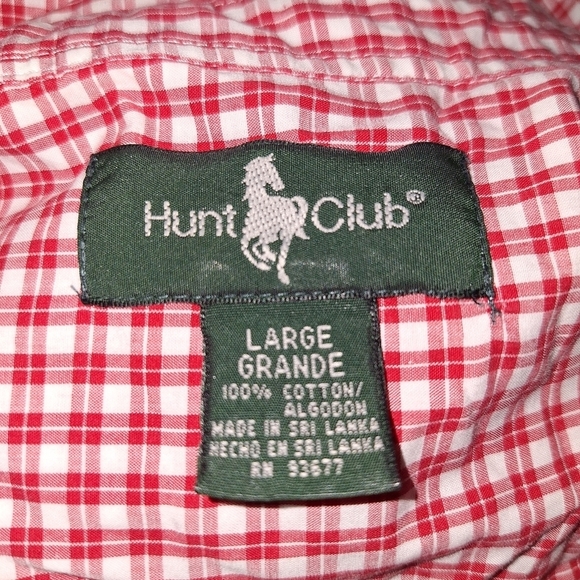 Hunt Club®
LARGE
GRANDE
100% COTTON/
ALGODON
MADE IN SRI LANKA
HECHO EN SRI LANKA
RN 93677